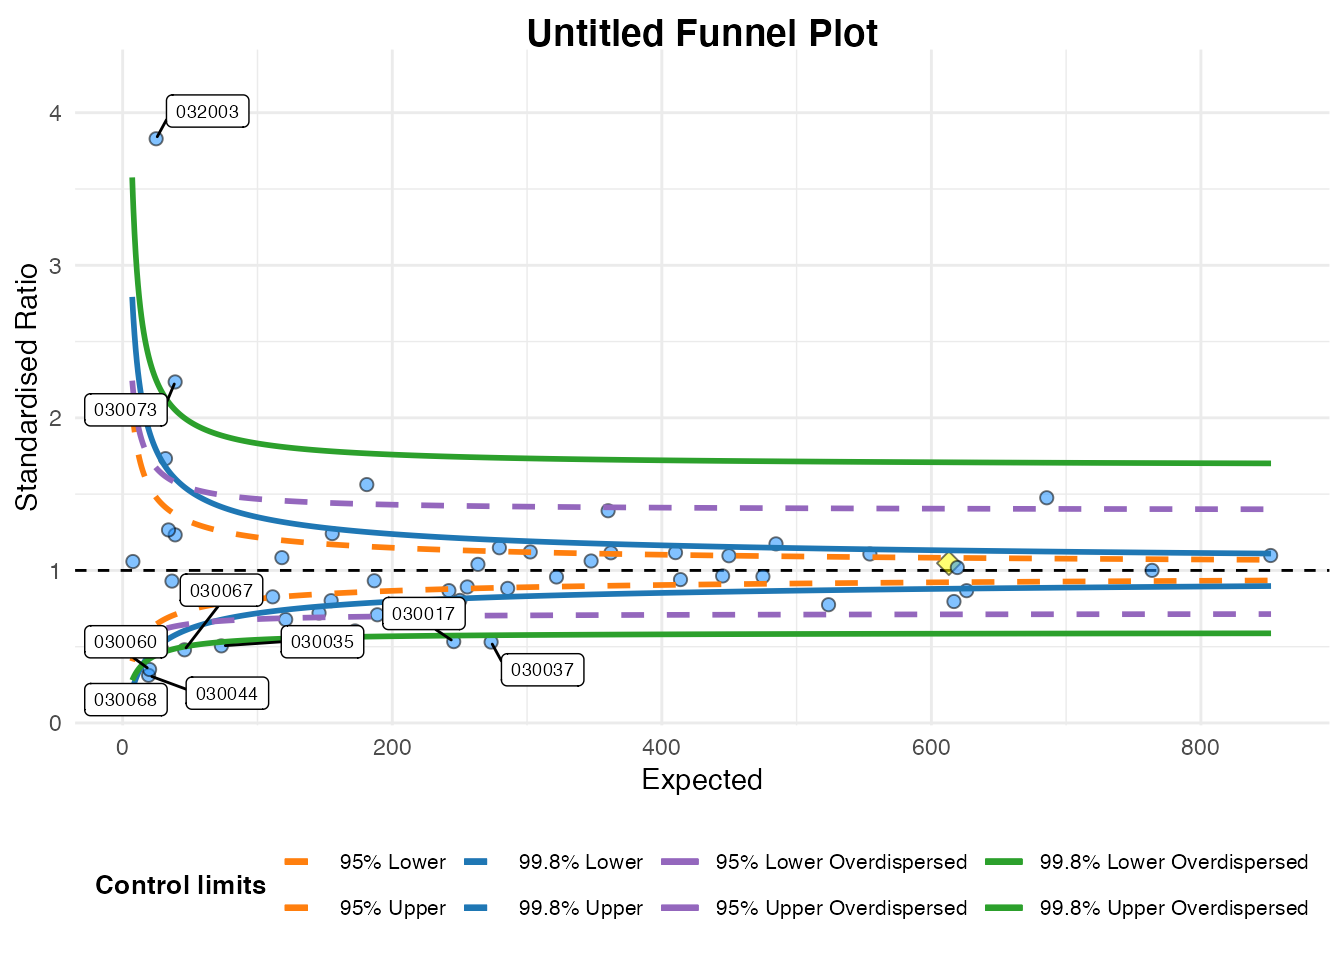 Untitled Funnel Plot
4
3
2
1
0
Standardised Ratio
032003
030073
030067
030017
030060
030035
030037
030044
030068
0 200 400 600 800
Expected
Control limits
95% Lower 99.8% Lower 95% Lower Overdispersed 99.8% Lower Overdispersed
95% Upper 99.8% Upper 95% Upper Overdispersed 99.8% Upper Overdispersed